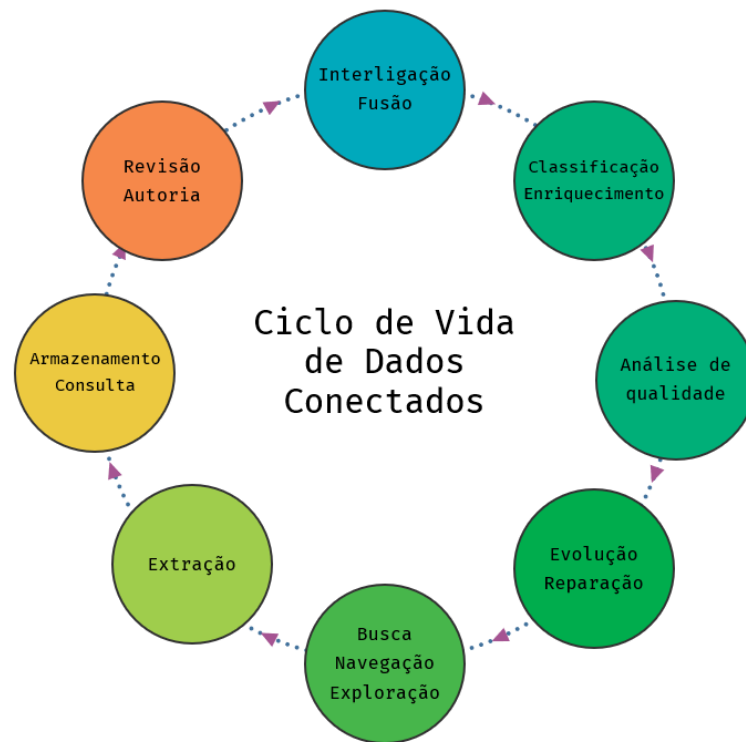 Interligação
Fusão
Classificação
Enriquecimento
Análise de
qualidade
Evolução
Reparação
Busca
Navegação
Exploração
Extração
Armazenamento
Consulta
Revisão
Autoria
Ciclo de Vida
de Dados
Conectados